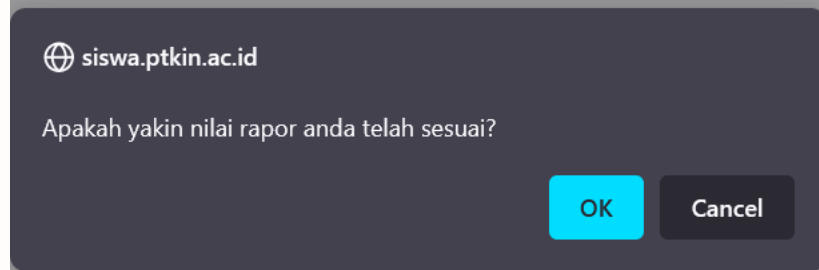 siswa.ptkin.ac.id
Apakah yakin nilai rapor anda telah sesuai?
OK Cancel